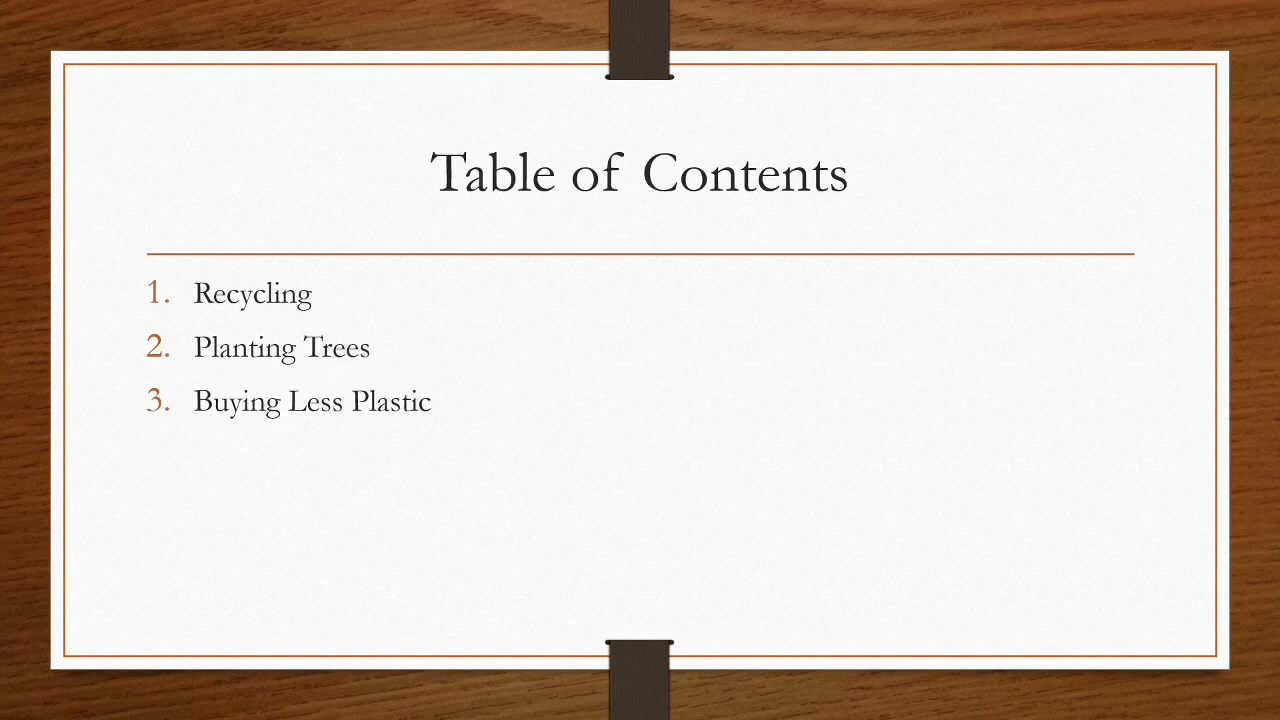 Table of Contents
1. Recycling
2. Planting Trees
3. Buying Less Plastic